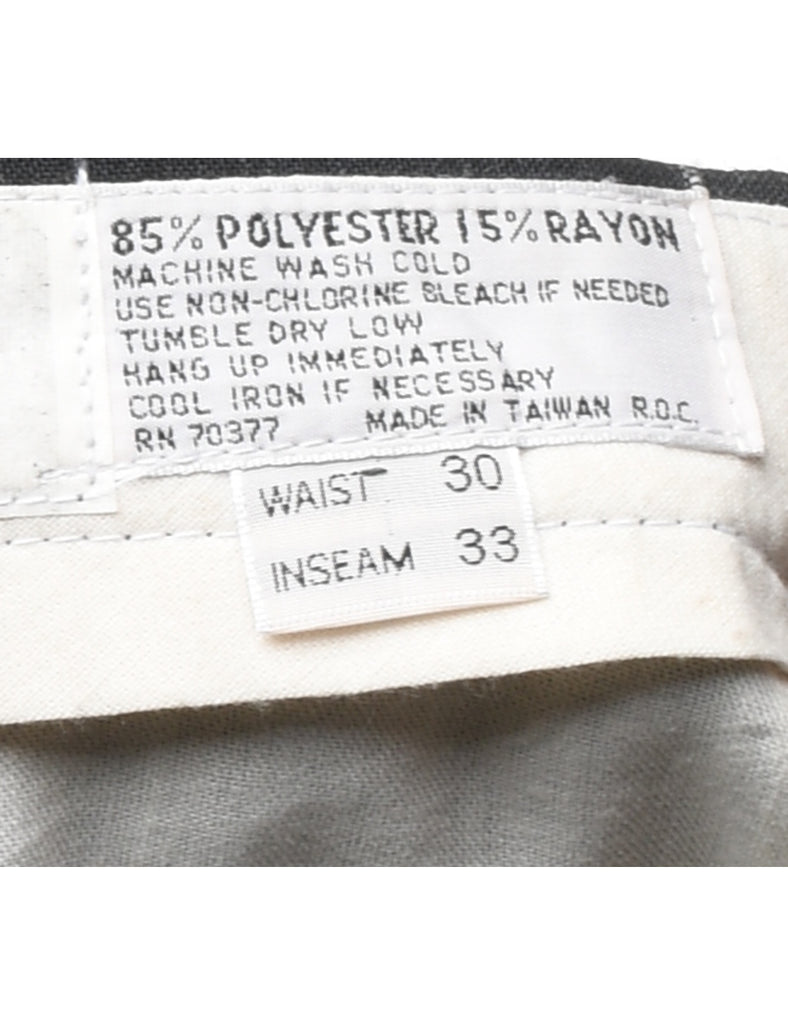 85% POLYESTER 15% RAYON
MACHINE WASH COLD
USE NON-CHLORINE BLEACH IF NEEDED
TUMBLE DRY LOW
HANG UP IMMEDIATELY
COOL IRON IF NECESSARY
RN 70377 MADE IN TAIWAN R.O.C.
WAIST 30
INSEAM 33